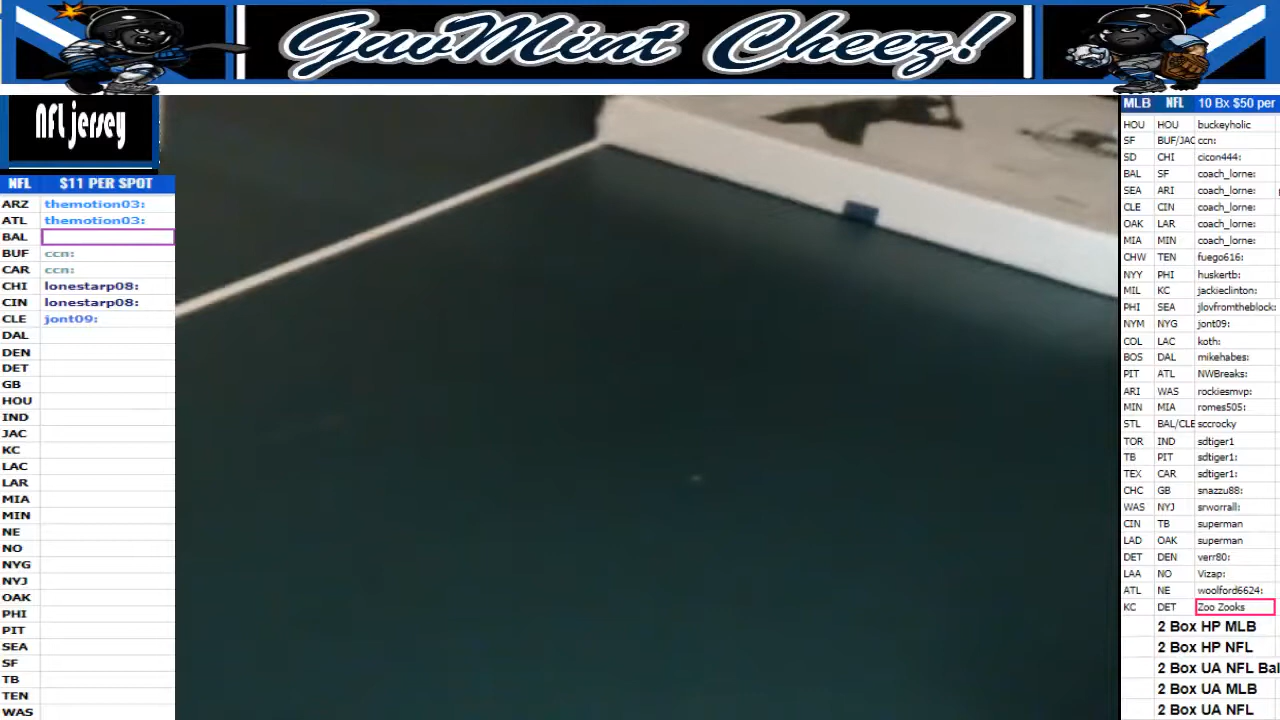 GuvMint Cheez!
NFL jersey
NFL $11 PER SPOT
ARZ themotion03:
ATL themotion03:
BAL
BUF ccn:
CAR ccn:
CHI lonestarp08:
CIN lonestarp08:
CLE jont09:
DAL
DEN
DET
GB
HOU
IND
JAC
KC
LAC
LAR
MIA
MIN
NE
NO
NYG
NYJ
OAK
PHI
PIT
SEA
SF
TB
TEN
WAS
MLB NFL 10 Bx $50 per
HOU HOU buckeyholic
SF BUF/JAC ccn:
SD CHI cicon444:
BAL SF coach_lorne:
SEA ARI coach_lorne:
CLE CIN coach_lorne:
OAK LAR coach_lorne:
MIA MIN coach_lorne:
CHW TEN fuego616:
NYY PHI huskertb:
MIL KC jackieclinton:
PHI SEA jlovfromtheblock:
NYM NYG jont09:
COL LAC koth:
BOS DAL mikehabes:
PIT ATL NWBreaks:
ARI WAS rockiesmvp:
MIN MIA romes505:
STL BAL/CLE sccrocky
TOR IND sdtiger1
TB PIT sdtiger1:
TEX CAR sdtiger1:
CHC GB snazzu88:
WAS NYJ srworrall:
CIN TB superman
LAD OAK superman
DET DEN verr80:
LAA NO Vizap:
ATL NE woolford6624:
KC DET Zoo Zooks
2 Box HP MLB
2 Box HP NFL
2 Box UA NFL Bal
2 Box UA MLB
2 Box UA NFL